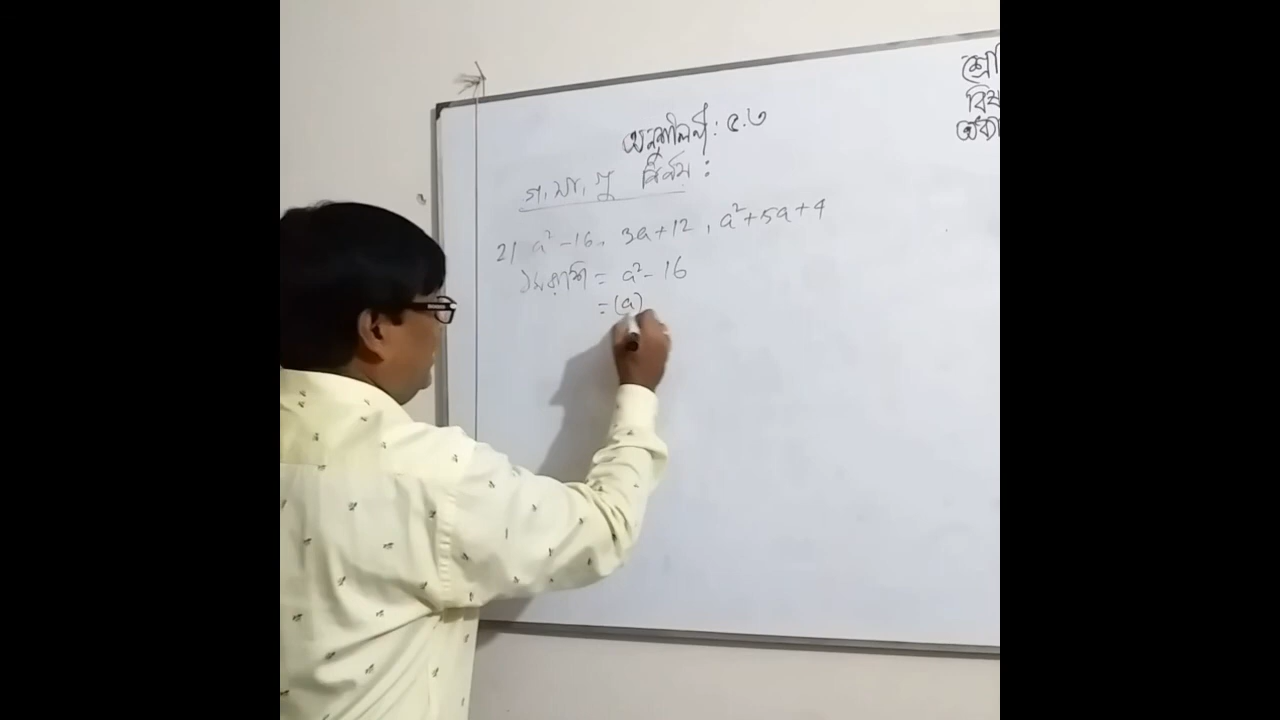 অনুশীলনী: ৫.৩
গ, সা, গু নির্ণয় :
2) a² - 16, 3a + 12, a² + 5a + 4
১ম রাশি = a² - 16
= (a)